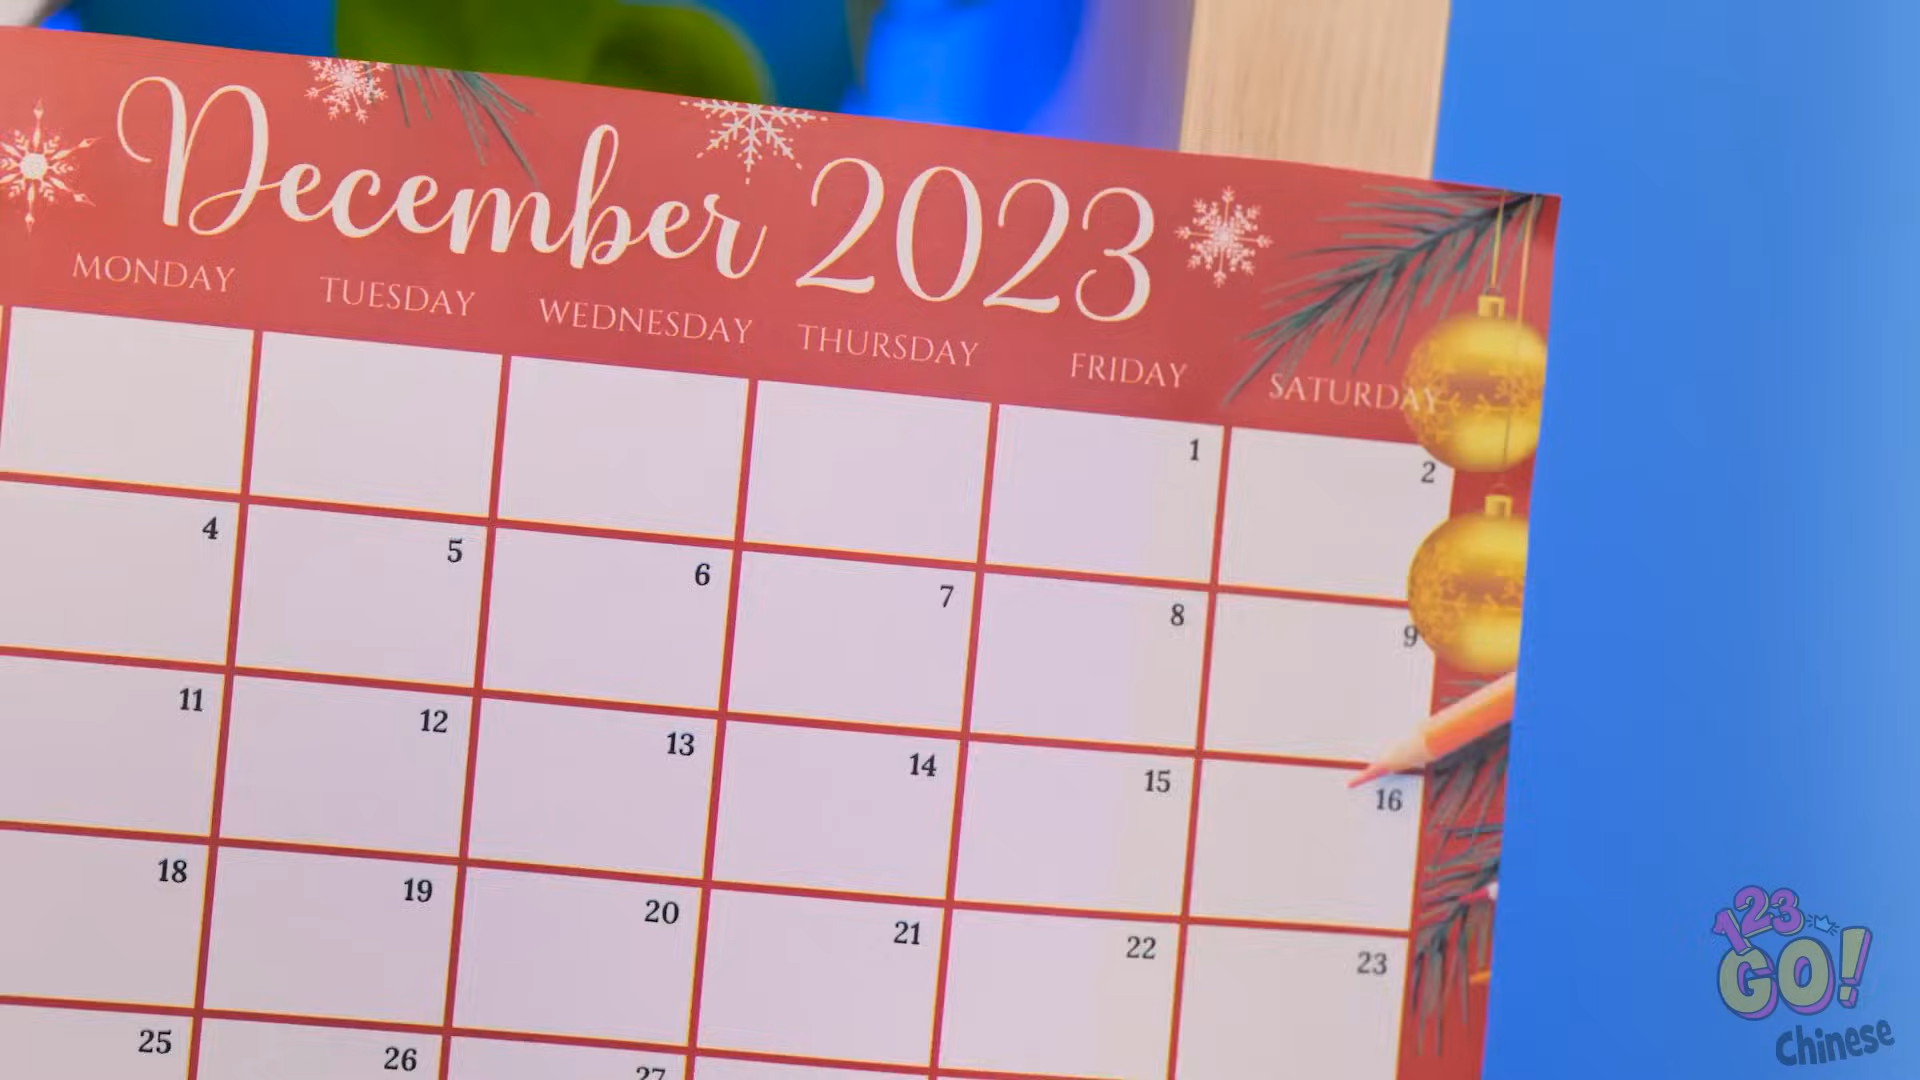 December 2023
MONDAY TUESDAY WEDNESDAY THURSDAY FRIDAY SATURDAY
1 2
4 5 6 7 8 9
11 12 13 14 15 16
18 19 20 21 22 23
25 26 27
123
GO!
Chinese